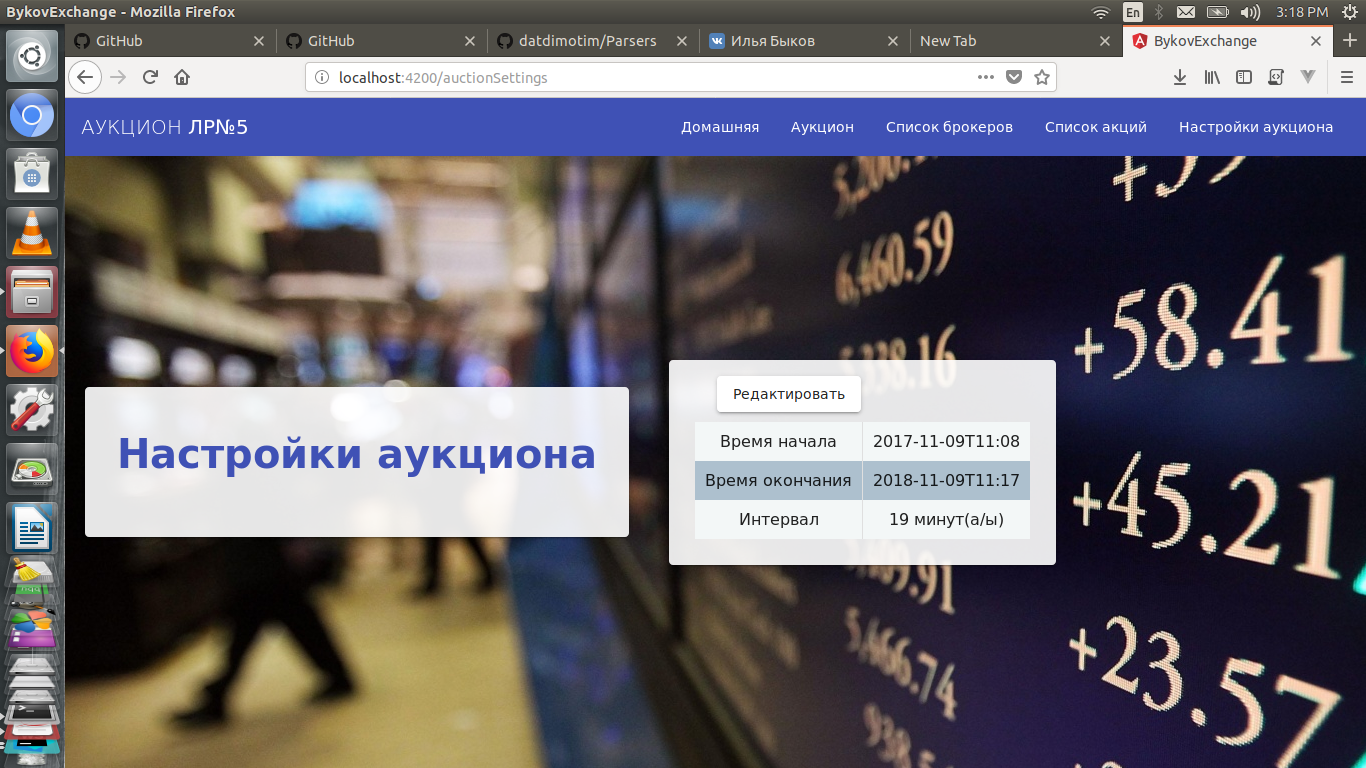 BykovExchange - Mozilla Firefox
En
3:18 PM
GitHub
GitHub
datdimotim/Parsers
Илья Быков
New Tab
BykovExchange
localhost:4200/auctionSettings
АУКЦИОН ЛР№5
Домашняя
Аукцион
Список брокеров
Список акций
Настройки аукциона
6,460.59
+58.41
5,338.16
Настройки аукциона
Редактировать
Время начала 2017-11-09T11:08
Время окончания 2018-11-09T11:17
Интервал 19 минут(а/ы)
+45.21
5,466.74
+23.57